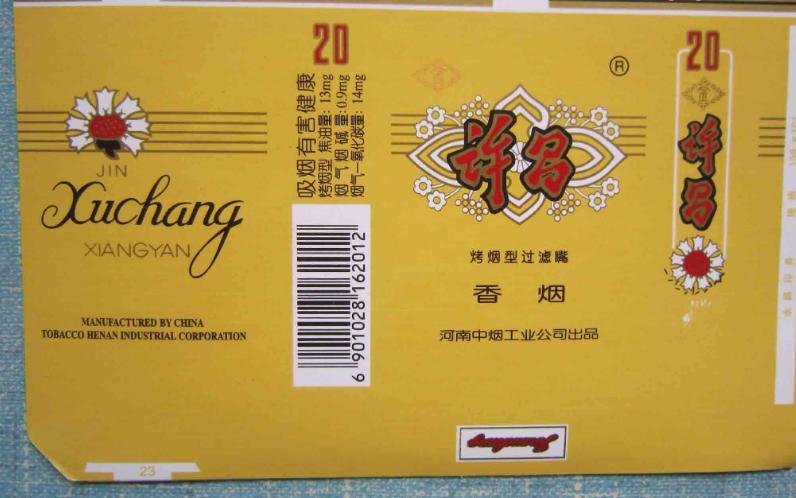 JIN
Xuchang
XIANGYAN
MANUFACTURED BY CHINA
TOBACCO HENAN INDUSTRIAL CORPORATION
23
20
吸烟有害健康
烤烟型 焦油量: 13mg
烟气烟碱量: 0.9mg
烟气一氧化碳量: 14mg
6 901028 162012
®
许昌
烤烟型过滤嘴
香烟
河南中烟工业公司出品
20
许昌